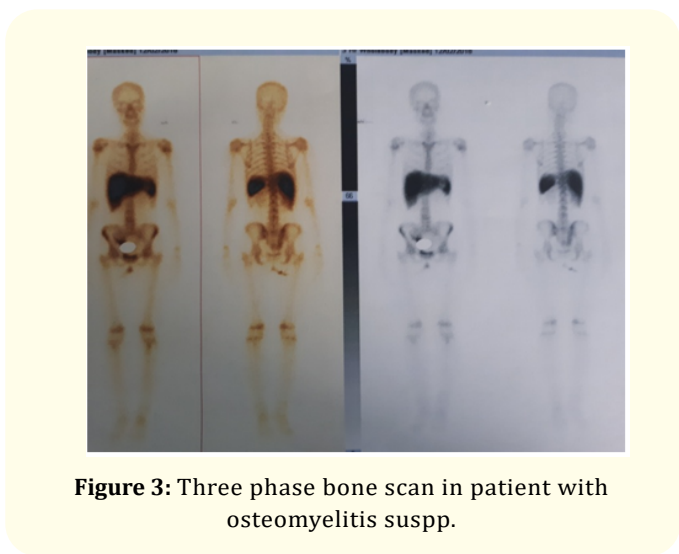 Figure 3: Three phase bone scan in patient with
osteomyelitis suspp.